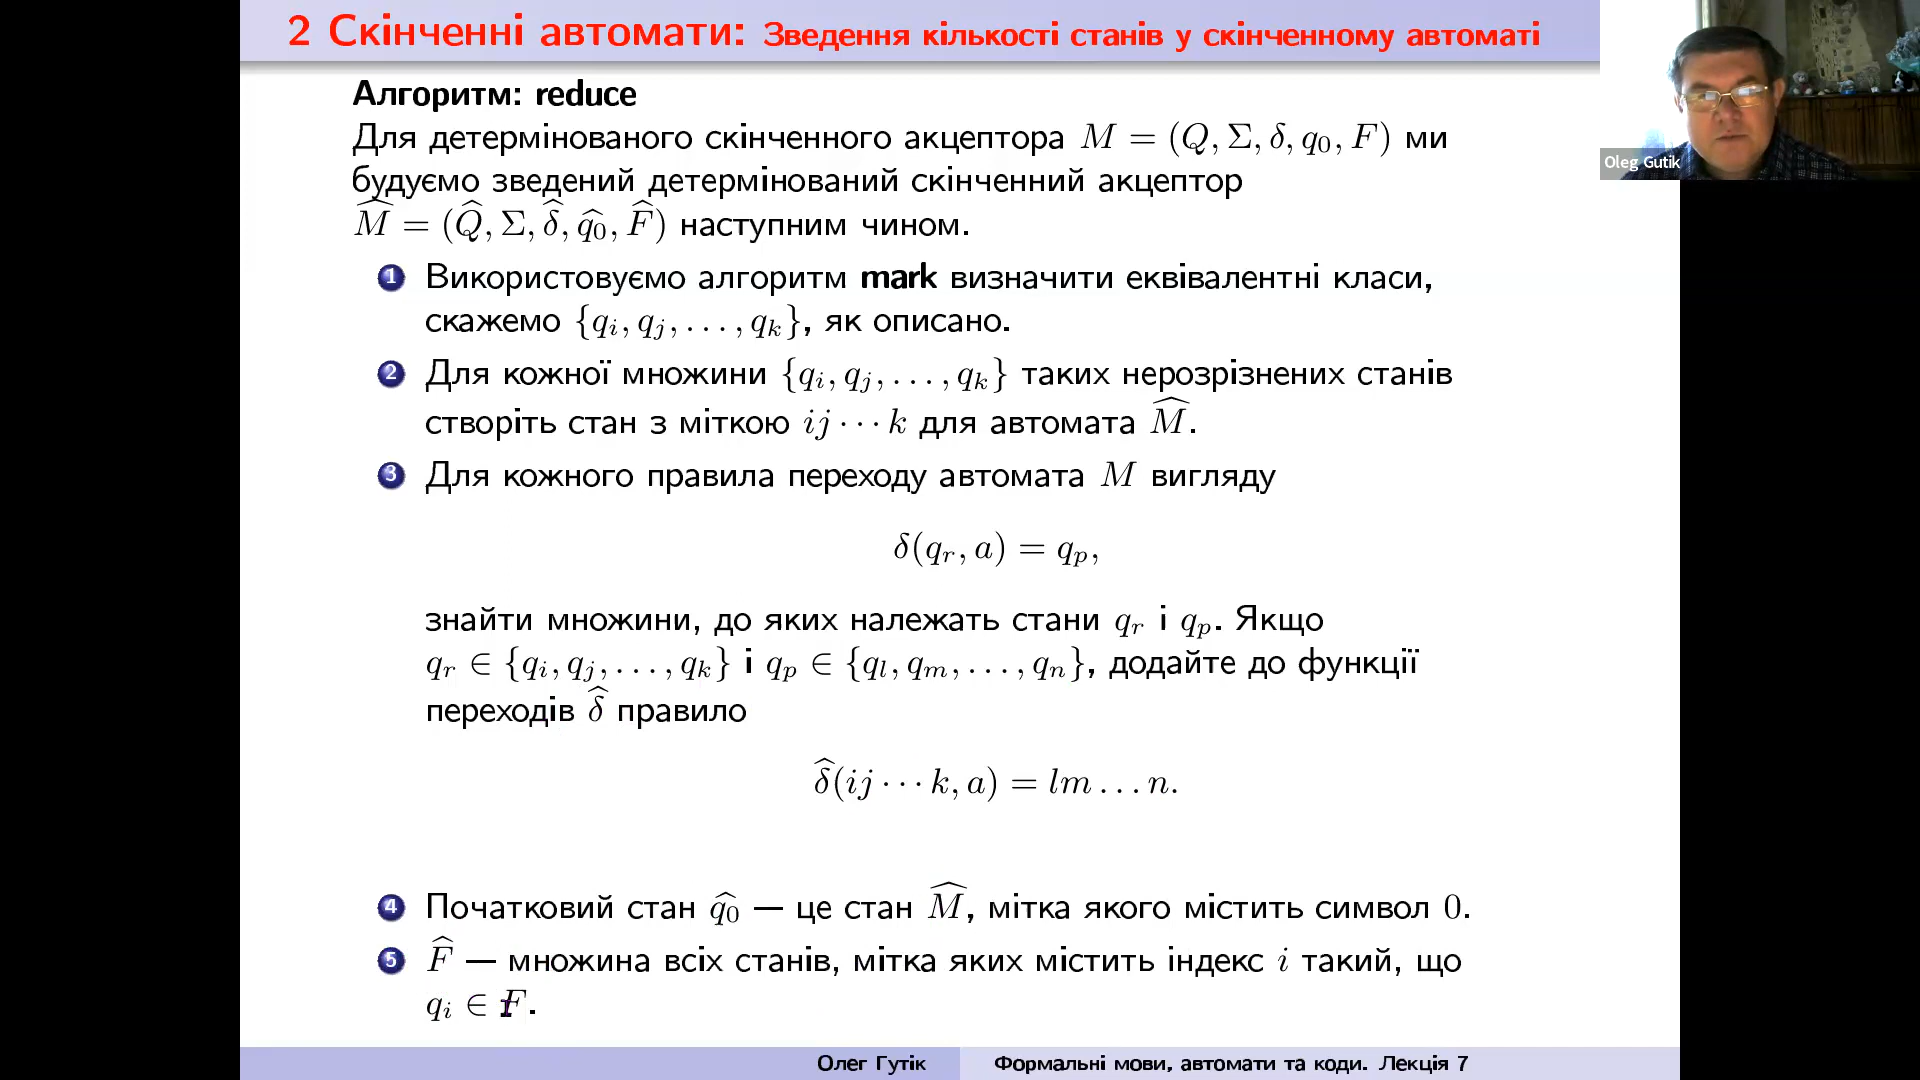 2 Скінченні автомати: Зведення кількості станів у скінченному автоматі
Oleg Gutik
Алгоритм: reduce
Для детермінованого скінченного акцептора M = (Q, Σ, δ, q₀, F) ми
будуємо зведений детермінований скінченний акцептор
M̂ = (Q̂, Σ, δ̂, q̂₀, F̂) наступним чином.
1 Використовуємо алгоритм mark визначити еквівалентні класи,
скажемо {qᵢ, qⱼ, . . . , qₖ}, як описано.
2 Для кожної множини {qᵢ, qⱼ, . . . , qₖ} таких нерозрізнених станів
створіть стан з міткою ij · · · k для автомата M̂.
3 Для кожного правила переходу автомата M вигляду
δ(qᵣ, a) = qₚ,
знайти множини, до яких належать стани qᵣ і qₚ. Якщо
qᵣ ∈ {qᵢ, qⱼ, . . . , qₖ} і qₚ ∈ {qₗ, qₘ, . . . , qₙ}, додайте до функції
переходів δ̂ правило
δ̂(ij · · · k, a) = lm . . . n.
4 Початковий стан q̂₀ — це стан M̂, мітка якого містить символ 0.
5 F̂ — множина всіх станів, мітка яких містить індекс i такий, що
qᵢ ∈ F.
Олег Гутік Формальні мови, автомати та коди. Лекція 7